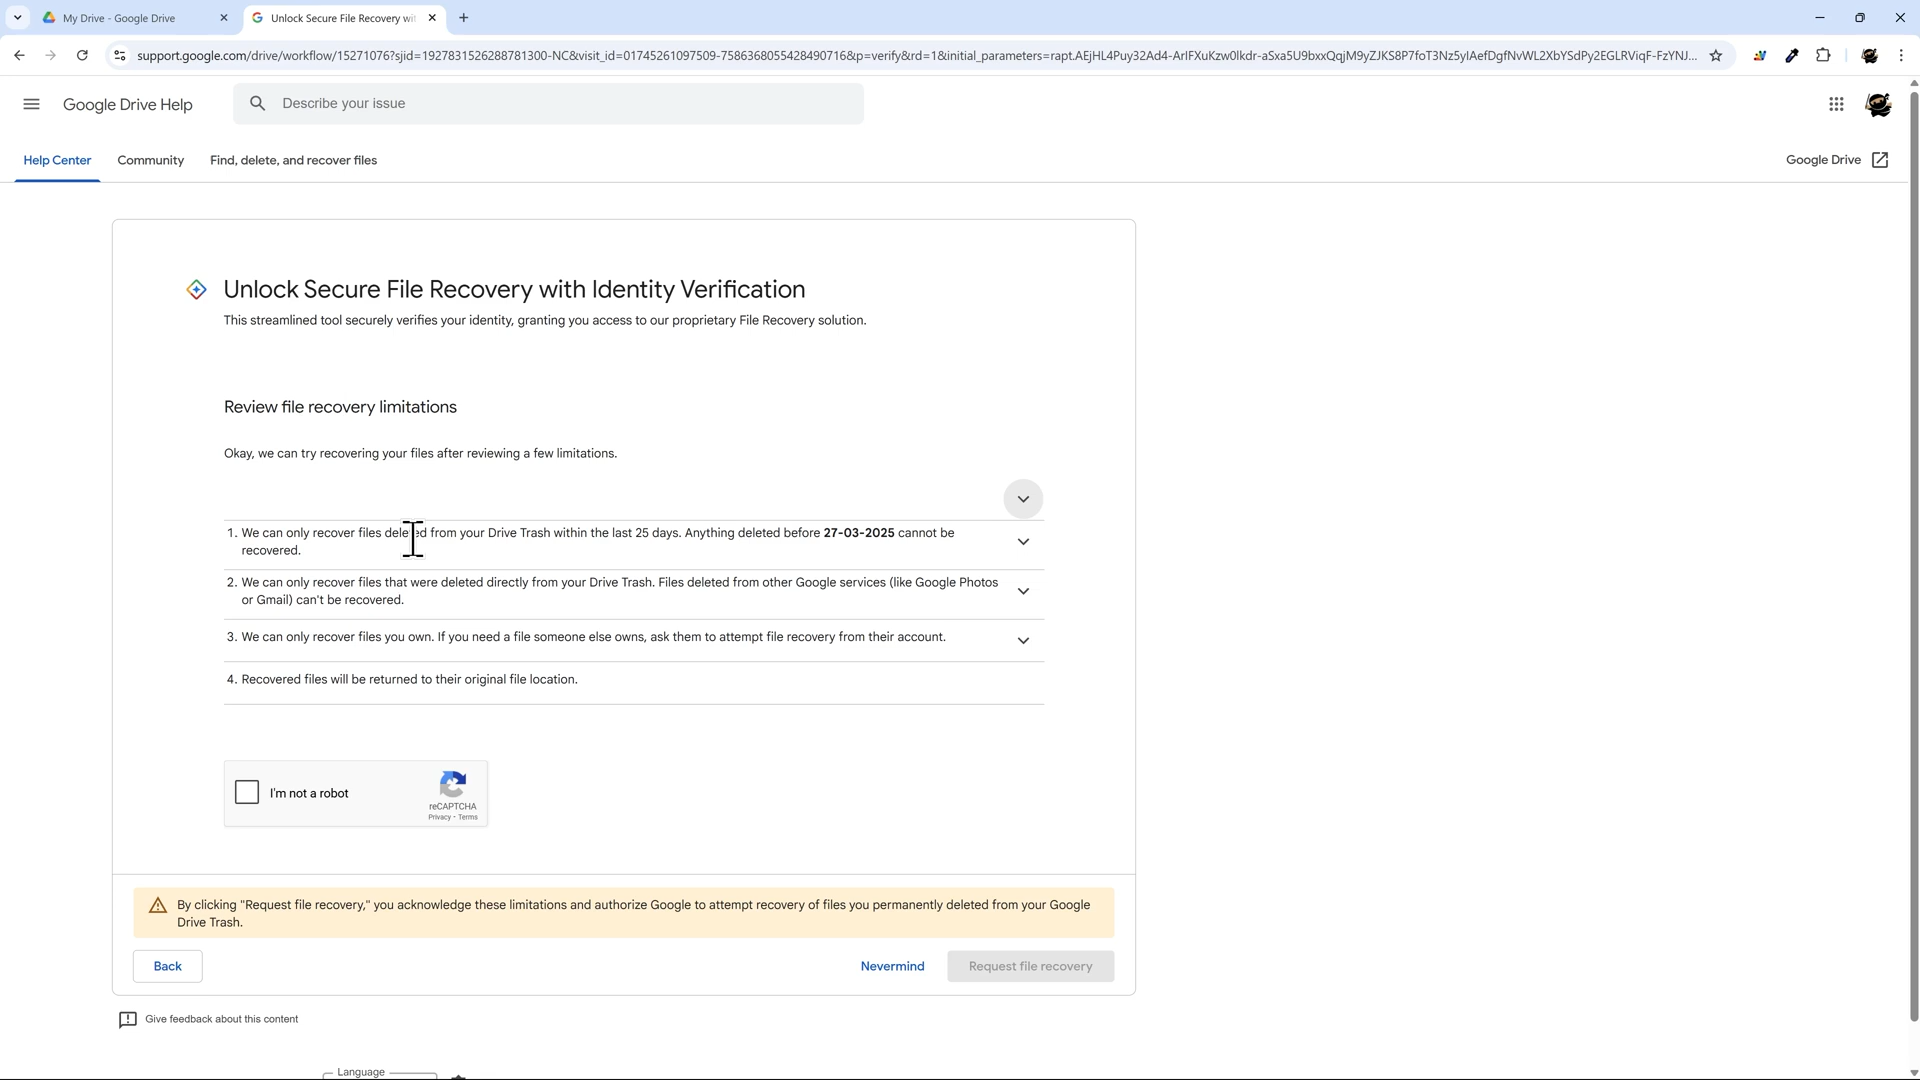 My Drive - Google Drive
Unlock Secure File Recovery wit
support.google.com/drive/workflow/15271076?sjid=1927831526288781300-NC&visit_id=01745261097509-7586368055428490716&p=verify&rd=1&initial_parameters=rapt.AEjHL4Puy32Ad4-ArIFXuKzw0lkdr-aSxa5U9bxxQqjM9yZJKS8P7foT3Nz5ylAefDgfNvWL2XbYSdPy2EGLRViqF-FzYNJ...
Google Drive Help
Describe your issue
Help Center
Community
Find, delete, and recover files
Google Drive
Unlock Secure File Recovery with Identity Verification
This streamlined tool securely verifies your identity, granting you access to our proprietary File Recovery solution.
Review file recovery limitations
Okay, we can try recovering your files after reviewing a few limitations.
1. We can only recover files deleted from your Drive Trash within the last 25 days. Anything deleted before 27-03-2025 cannot be
recovered.
2. We can only recover files that were deleted directly from your Drive Trash. Files deleted from other Google services (like Google Photos
or Gmail) can't be recovered.
3. We can only recover files you own. If you need a file someone else owns, ask them to attempt file recovery from their account.
4. Recovered files will be returned to their original file location.
I'm not a robot
reCAPTCHA
Privacy - Terms
By clicking "Request file recovery," you acknowledge these limitations and authorize Google to attempt recovery of files you permanently deleted from your Google
Drive Trash.
Back
Nevermind
Request file recovery
Give feedback about this content
Language